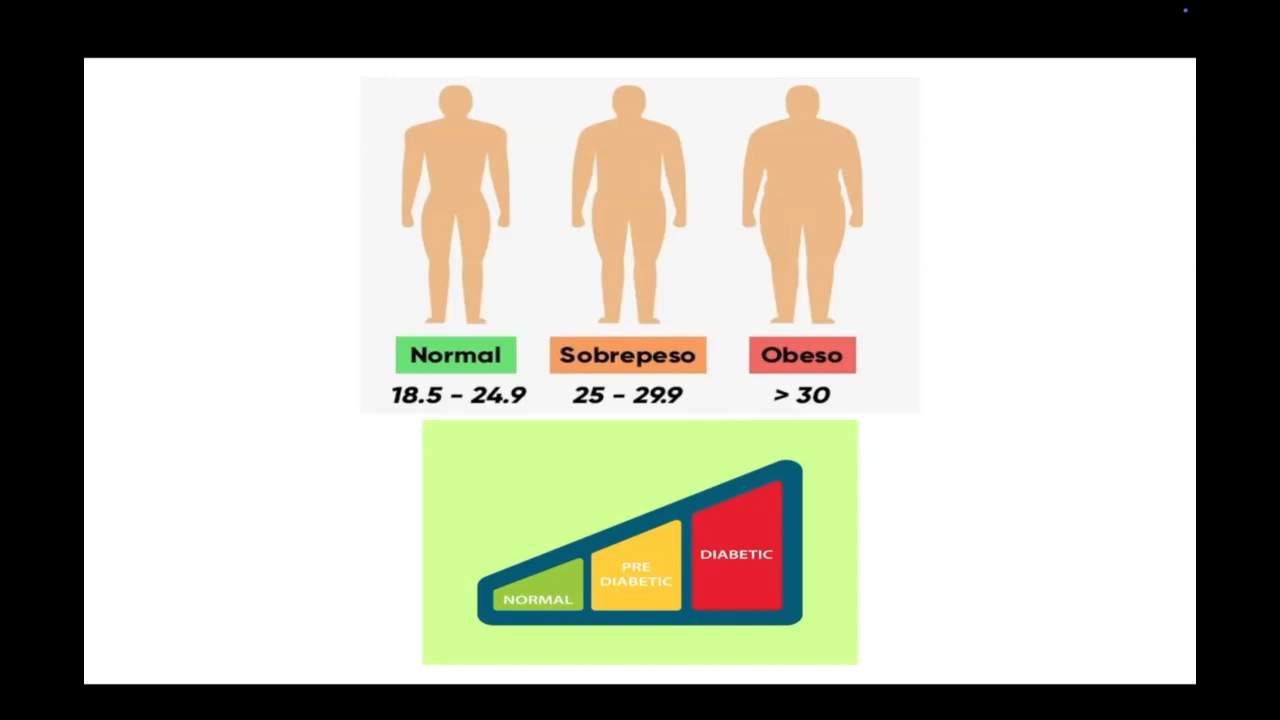 Normal Sobrepeso Obeso
18.5 - 24.9 25 - 29.9 > 30
NORMAL
PRE
DIABETIC
DIABETIC